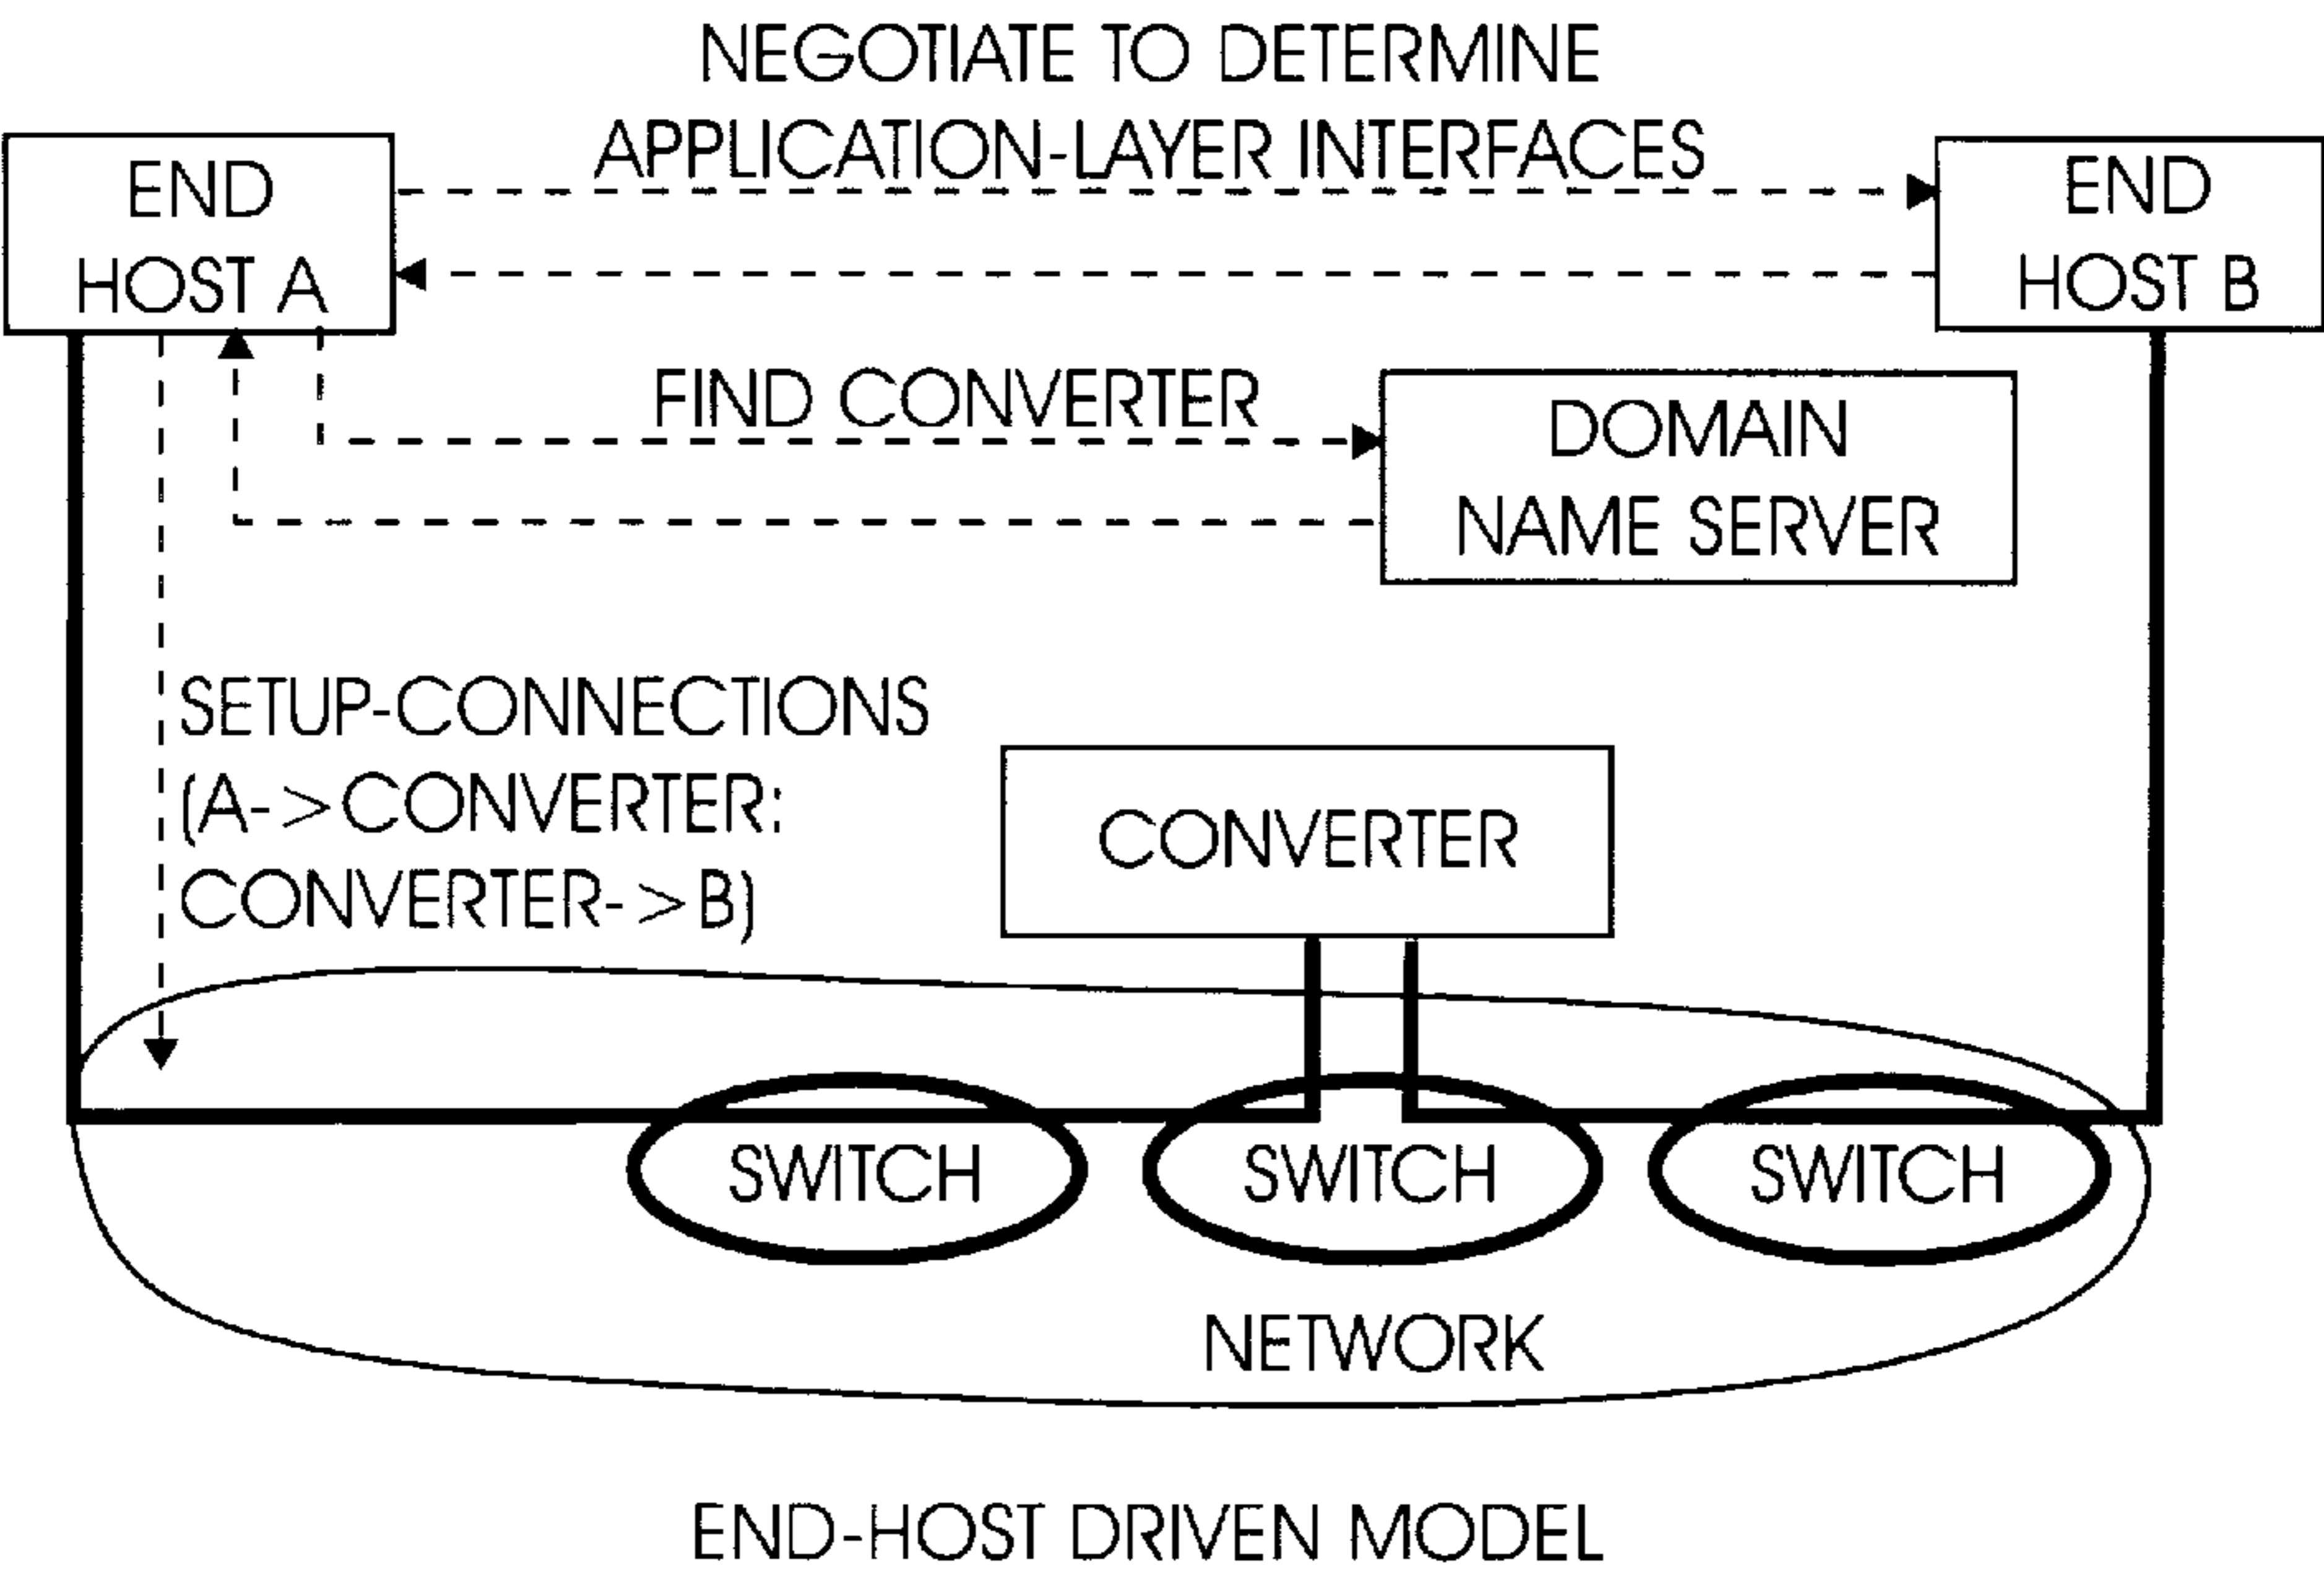 NEGOTIATE TO DETERMINE
APPLICATION-LAYER INTERFACES
END
HOST A
END
HOST B
FIND CONVERTER
DOMAIN
NAME SERVER
SETUP-CONNECTIONS
(A->CONVERTER:
CONVERTER->B)
CONVERTER
SWITCH
SWITCH
SWITCH
NETWORK
END-HOST DRIVEN MODEL